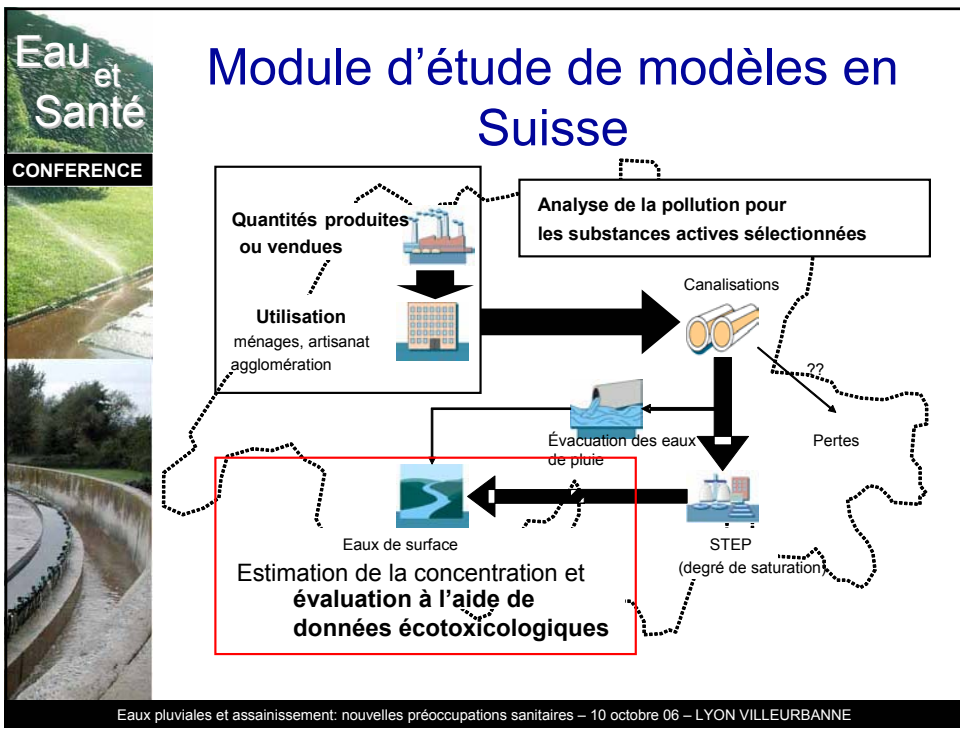 Eau
et
Santé
CONFERENCE
Module d’étude de modèles en
Suisse
Quantités produites
ou vendues
Utilisation
ménages, artisanat
agglomération
Analyse de la pollution pour
les substances actives sélectionnées
Canalisations
??
Pertes
Évacuation des eaux
de pluie
Eaux de surface
STEP
(degré de saturation)
Estimation de la concentration et
évaluation à l’aide de
données écotoxicologiques
Eaux pluviales et assainissement: nouvelles préoccupations sanitaires – 10 octobre 06 – LYON VILLEURBANNE